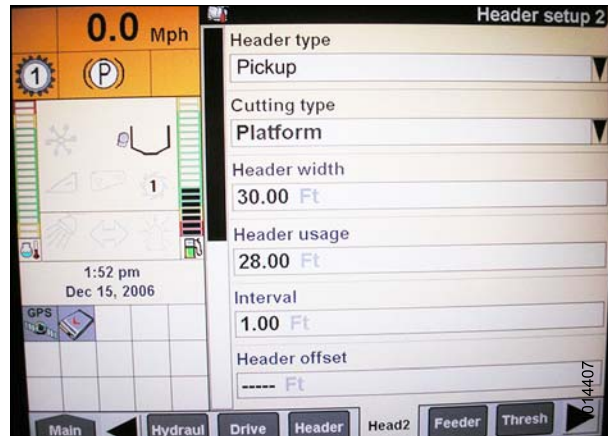 0.0 Mph
Header setup 2
1
(P)
1
1:52 pm
Dec 15, 2006
GPS
Header type
Pickup
Cutting type
Platform
Header width
30.00 Ft
Header usage
28.00 Ft
Interval
1.00 Ft
Header offset
----- Ft
Main
Hydraul
Drive
Header
Head2
Feeder
Thresh